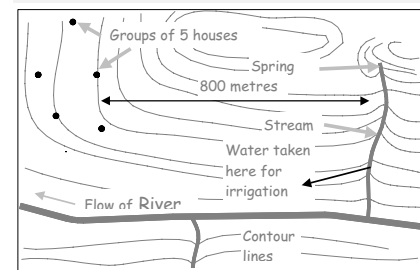 Groups of 5 houses
Spring
800 metres
Stream
Water taken
here for
irrigation
Flow of River
Contour
lines